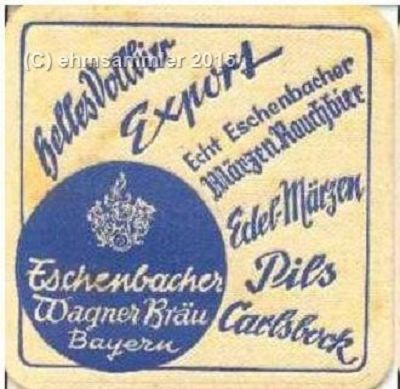 (C) ehmsammler 2015
Helles Vollbier
Export
Echt Eschenbacher
Märzen Rauchbier
Edel-Märzen
Pils
Carlsbock
Eschenbacher
Wagner Bräu
Bayern